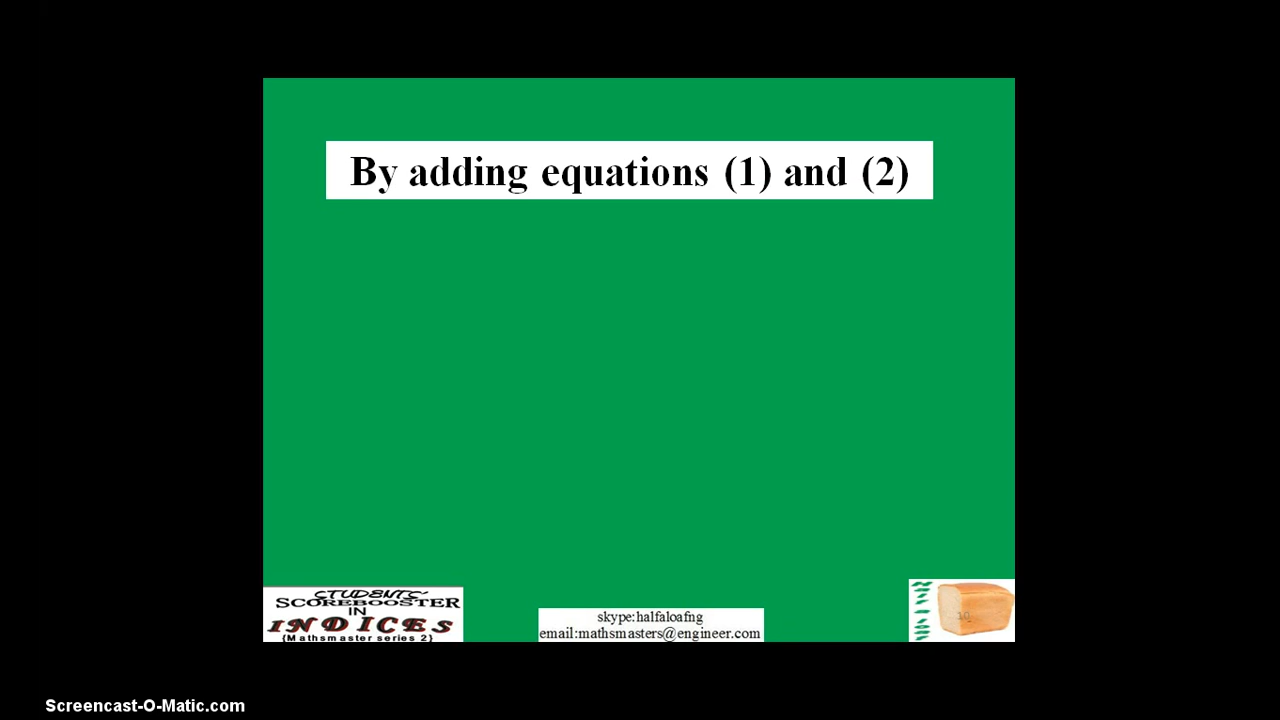 By adding equations (1) and (2)
STUDENTS'
SCOREBOOSTER
IN
INDICES
{Mathsmaster series 2}
skype:halfaloafng
email:mathsmasters@engineer.com
10
Screencast-O-Matic.com